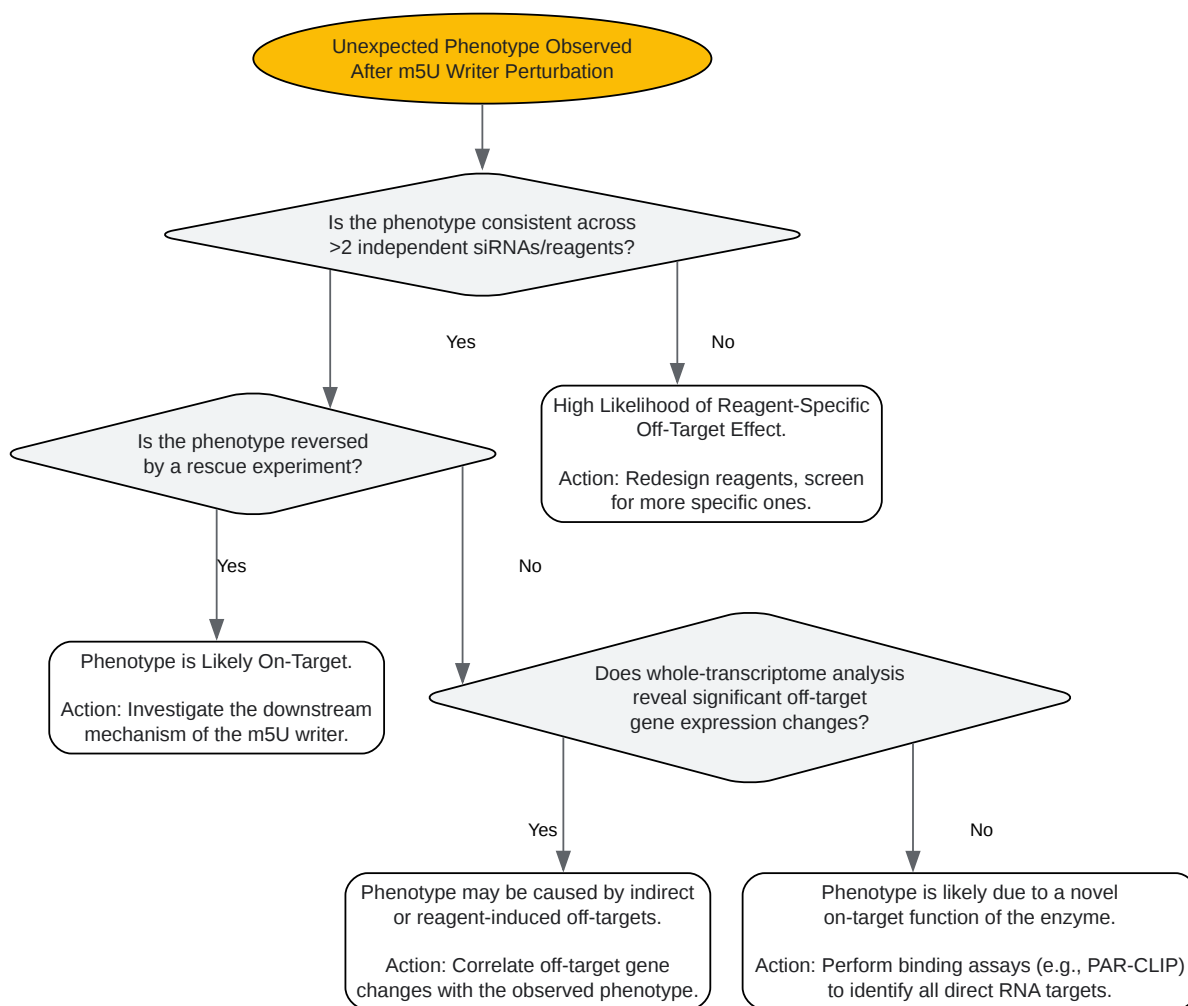 Unexpected Phenotype Observed
After m5U Writer Perturbation
Is the phenotype consistent across
>2 independent siRNAs/reagents?
Yes
No
High Likelihood of Reagent-Specific
Off-Target Effect.
Action: Redesign reagents, screen
for more specific ones.
Is the phenotype reversed
by a rescue experiment?
Yes
No
Phenotype is Likely On-Target.
Action: Investigate the downstream
mechanism of the m5U writer.
Does whole-transcriptome analysis
reveal significant off-target
gene expression changes?
Yes
No
Phenotype may be caused by indirect
or reagent-induced off-targets.
Action: Correlate off-target gene
changes with the observed phenotype.
Phenotype is likely due to a novel
on-target function of the enzyme.
Action: Perform binding assays (e.g., PAR-CLIP)
to identify all direct RNA targets.